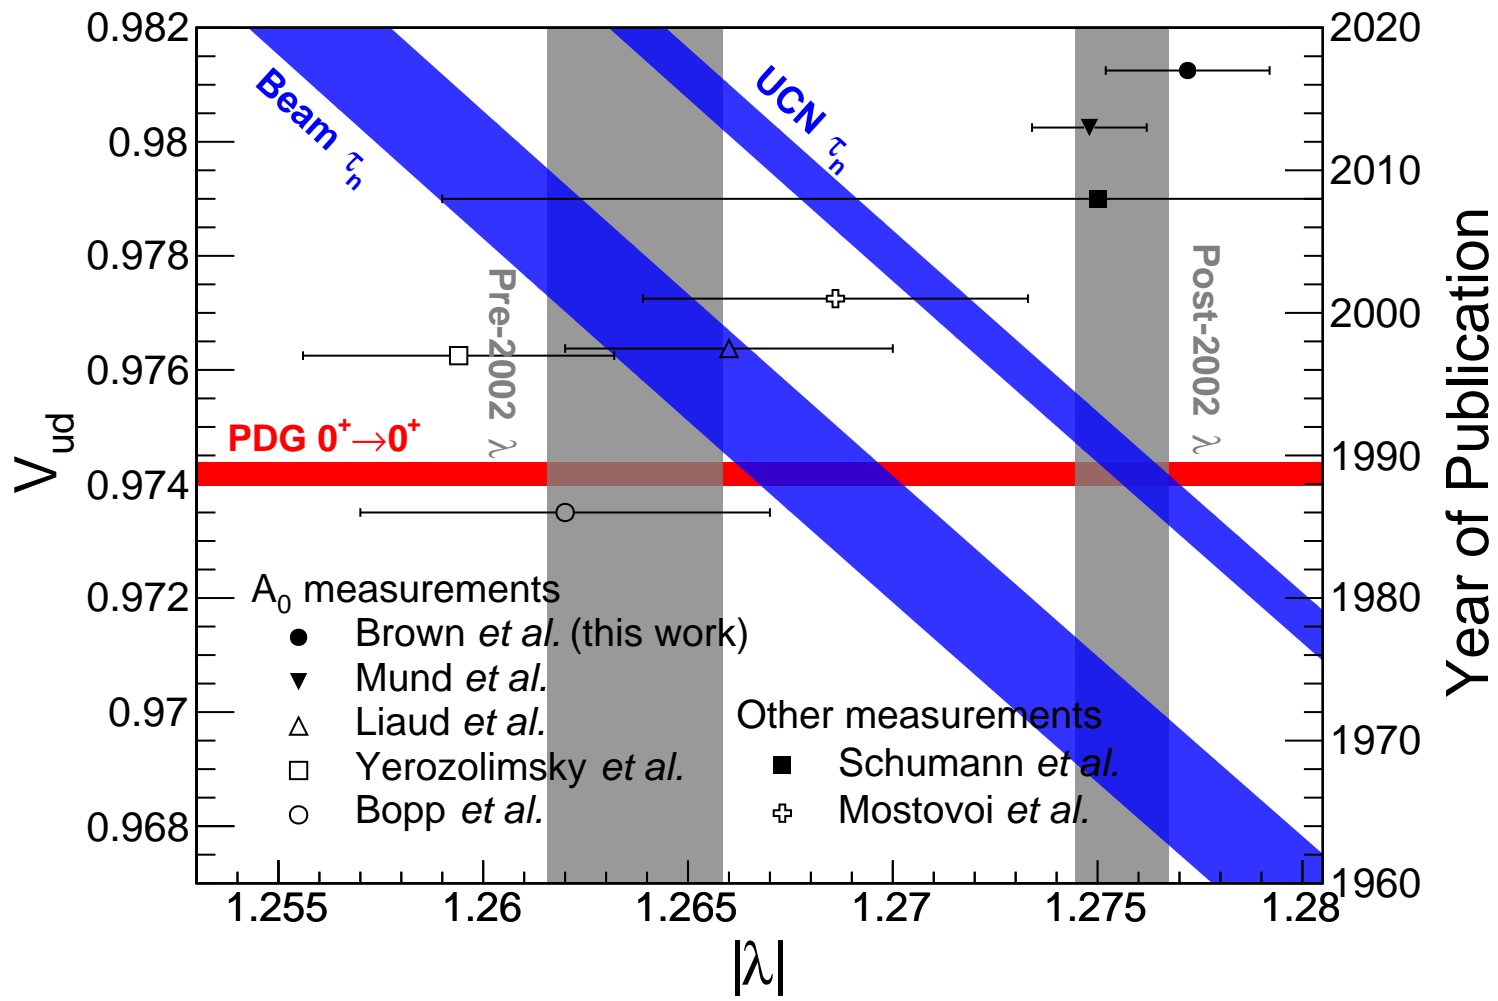 0.982
0.98
0.978
0.976
0.974
0.972
0.97
0.968
V_ud
2020
2010
2000
1990
1980
1970
1960
Year of Publication
Beam τ_n
UCN τ_n
Pre-2002 λ
Post-2002 λ
PDG 0⁺→0⁺
A₀ measurements
Brown et al. (this work)
Mund et al.
Liaud et al.
Yerozolimsky et al.
Bopp et al.
Other measurements
Schumann et al.
Mostovoi et al.
1.255 1.26 1.265 1.27 1.275 1.28
|λ|